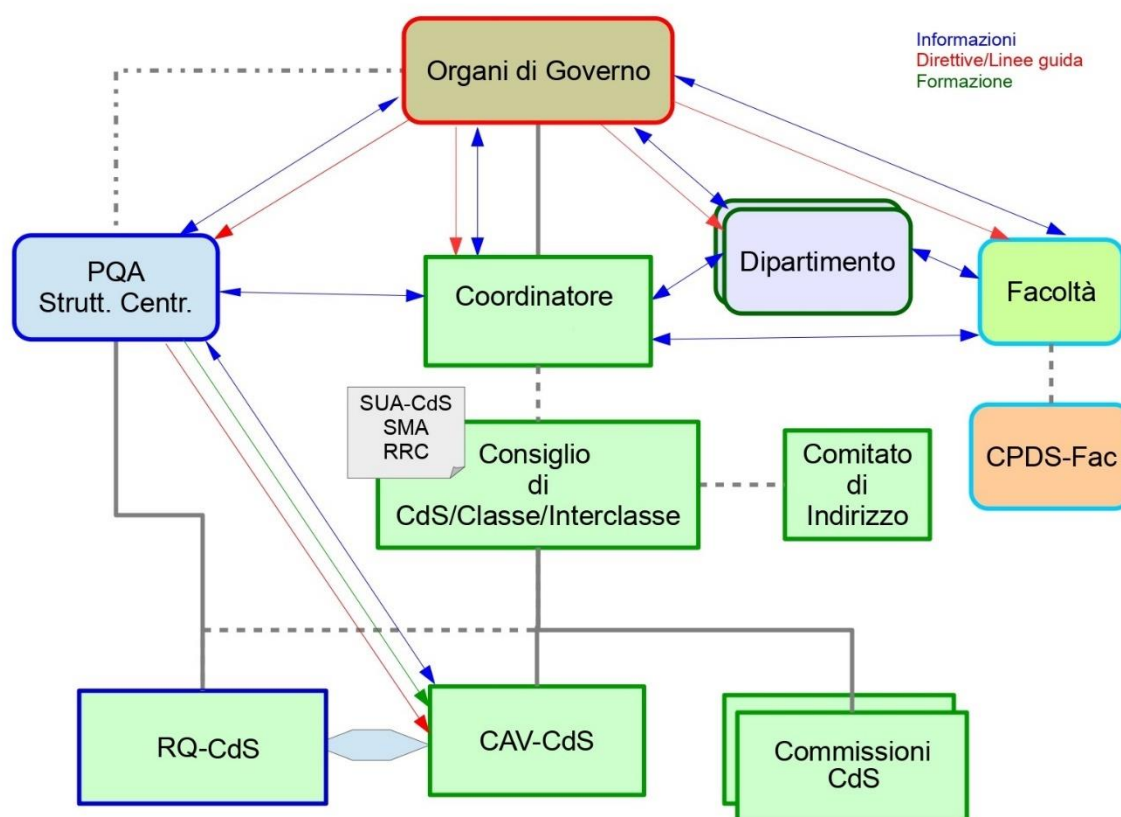 Organi di Governo
Informazioni
Direttive/Linee guida
Formazione
PQA
Strutt. Centr.
Coordinatore
Dipartimento
Facoltà
SUA-CdS
SMA
RRC
Consiglio
di
CdS/Classe/Interclasse
Comitato
di
Indirizzo
CPDS-Fac
RQ-CdS
CAV-CdS
Commissioni
CdS